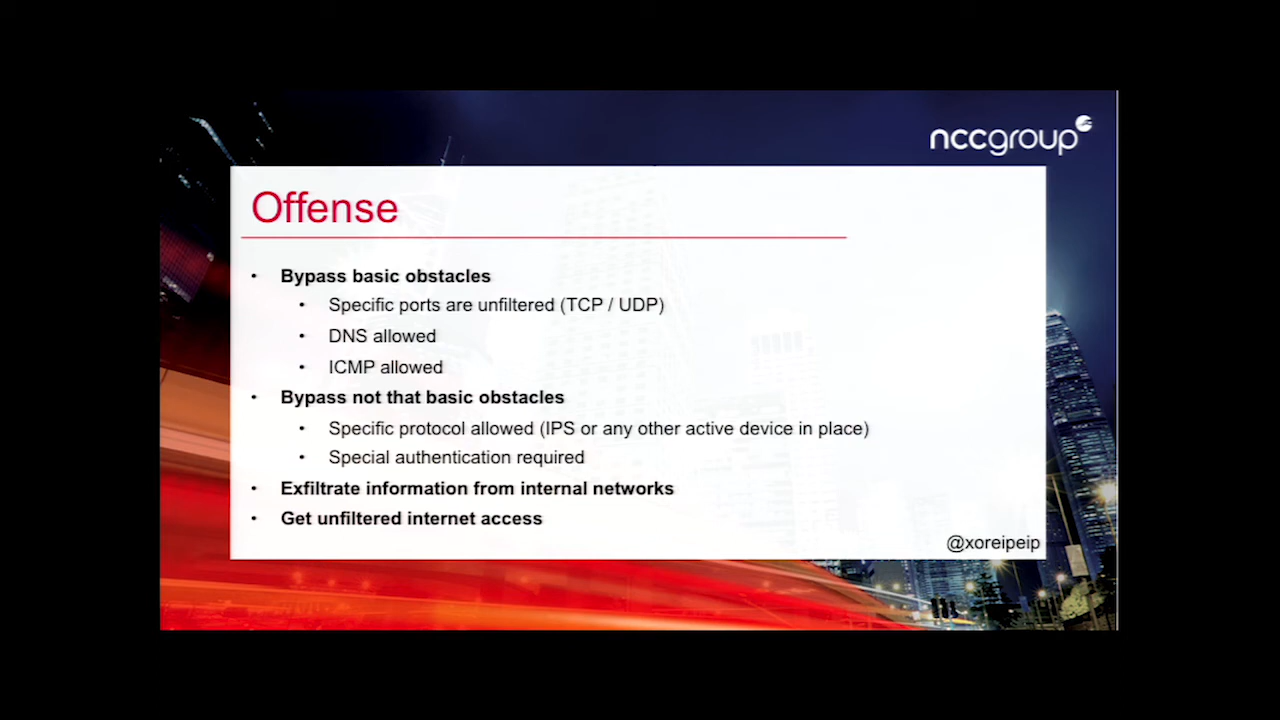 nccgroup
Offense
• Bypass basic obstacles
• Specific ports are unfiltered (TCP / UDP)
• DNS allowed
• ICMP allowed
• Bypass not that basic obstacles
• Specific protocol allowed (IPS or any other active device in place)
• Special authentication required
• Exfiltrate information from internal networks
• Get unfiltered internet access
@xoreipeip